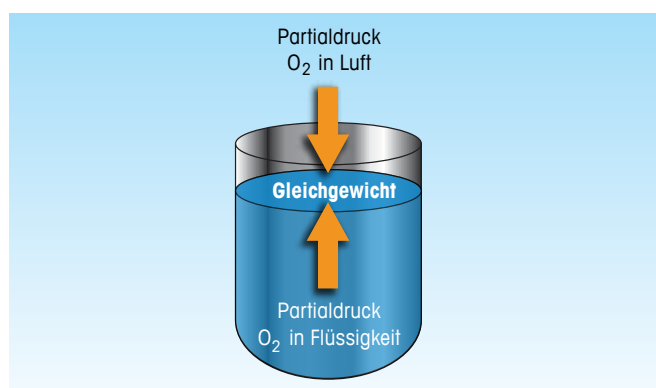 Partialdruck
O₂ in Luft
Gleichgewicht
Partialdruck
O₂ in Flüssigkeit